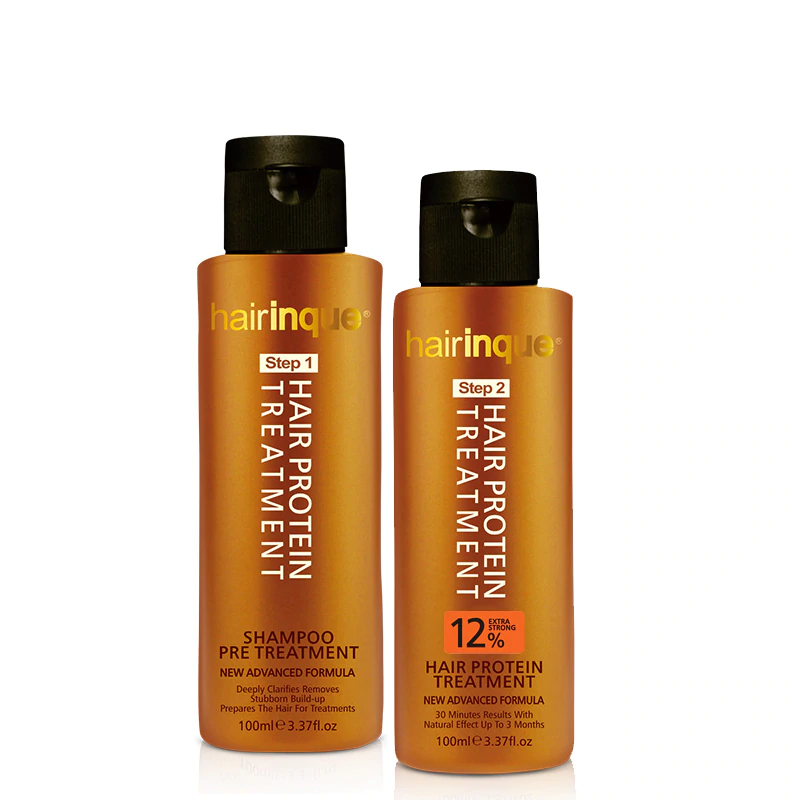 hairinque®
Step 1
HAIR PROTEIN
TREATMENT
SHAMPOO
PRE TREATMENT
NEW ADVANCED FORMULA
Deeply Clarifies Removes
Stubborn Build-up
Prepares The Hair For Treatments
100ml℮3.37fl.oz
hairinque®
Step 2
HAIR PROTEIN
TREATMENT
12% EXTRA
STRONG
HAIR PROTEIN
TREATMENT
NEW ADVANCED FORMULA
30 Minutes Results With
Natural Effect Up To 3 Months
100ml℮3.37fl.oz